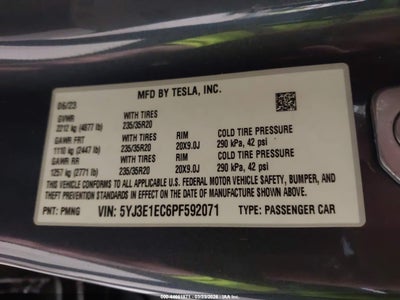 MFD BY TESLA, INC.
06/23
GVWR WITH TIRES
2212 kg (4877 lb) 235/35R20
GAWR FRT WITH TIRES RIM COLD TIRE PRESSURE
1110 kg (2447 lb) 235/35R20 20X9.0J 290 kPa, 42 psi
GAWR RR WITH TIRES RIM COLD TIRE PRESSURE
1257 kg (2771 lb) 235/35R20 20X9.0J 290 kPa, 42 psi
THIS VEHICLE CONFORMS TO ALL APPLICABLE U.S. FEDERAL MOTOR VEHICLE SAFETY, BUMPER, AND
THEFT PREVENTION STANDARDS IN EFFECT ON THE DATE OF MANUFACTURE SHOWN ABOVE.
PNT: PMNG VIN: 5YJ3E1EC6PF592071 TYPE: PASSENGER CAR